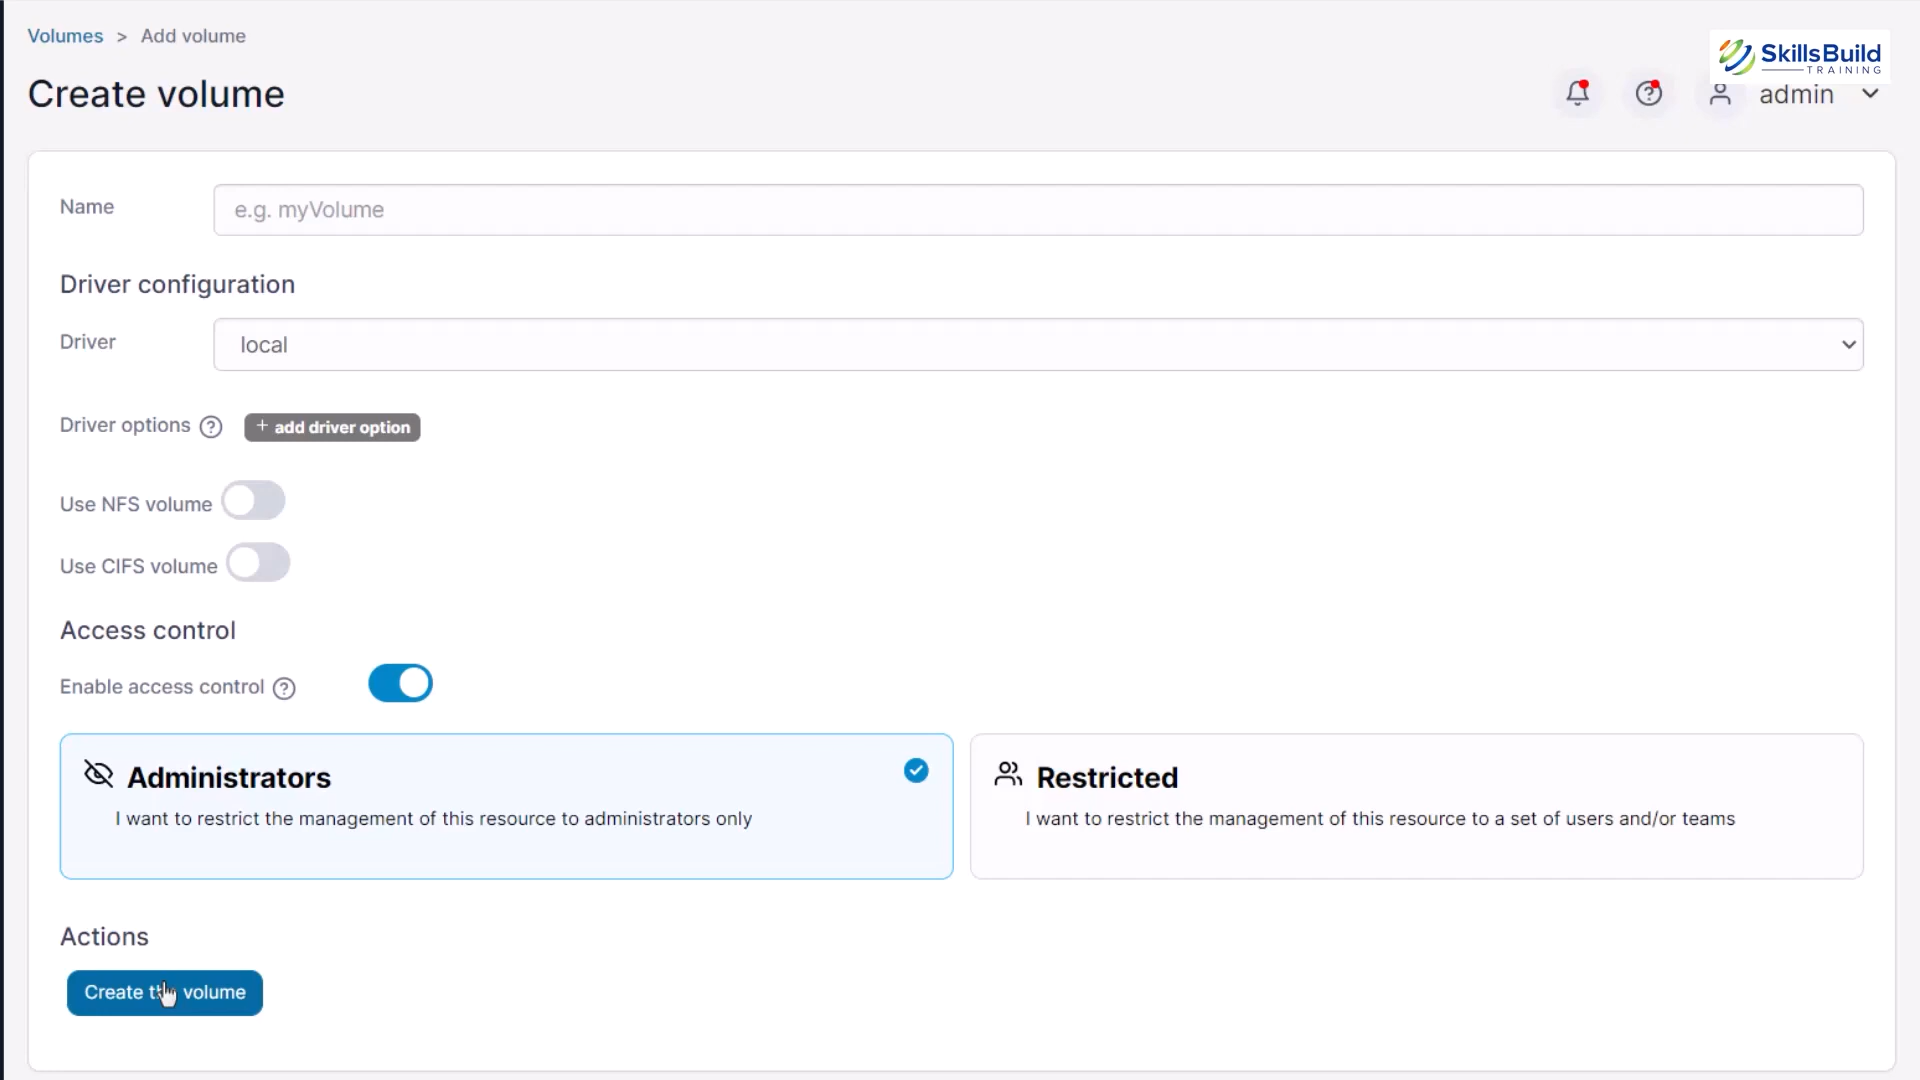 Volumes > Add volume
SkillsBuild
TRAINING
Create volume
admin
Name
e.g. myVolume
Driver configuration
Driver
local
Driver options
+ add driver option
Use NFS volume
Use CIFS volume
Access control
Enable access control
Administrators
I want to restrict the management of this resource to administrators only
Restricted
I want to restrict the management of this resource to a set of users and/or teams
Actions
Create the volume